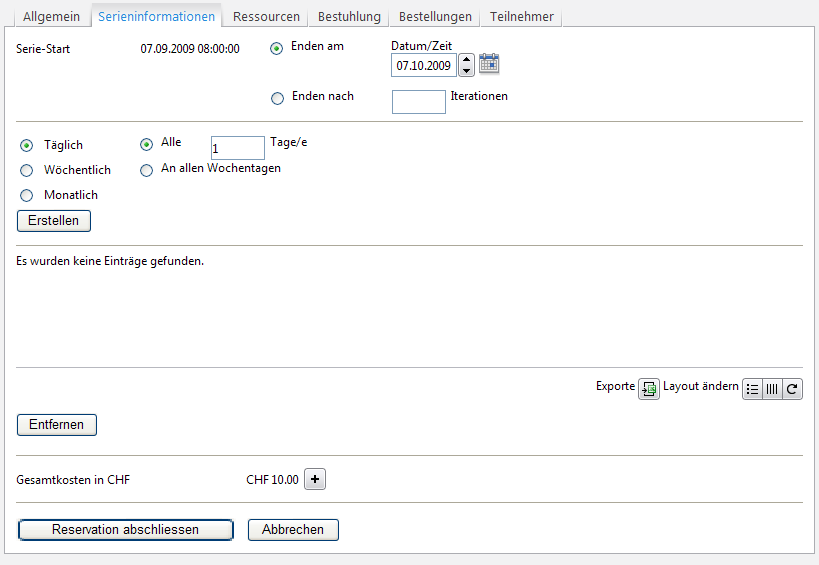 Allgemein Serieninformationen Ressourcen Bestuhlung Bestellungen Teilnehmer
Serie-Start 07.09.2009 08:00:00 Enden am Datum/Zeit
07.10.2009
Enden nach Iterationen
Täglich Alle 1 Tage/e
Wöchentlich An allen Wochentagen
Monatlich
Erstellen
Es wurden keine Einträge gefunden.
Exporte Layout ändern
Entfernen
Gesamtkosten in CHF CHF 10.00 +
Reservation abschliessen Abbrechen